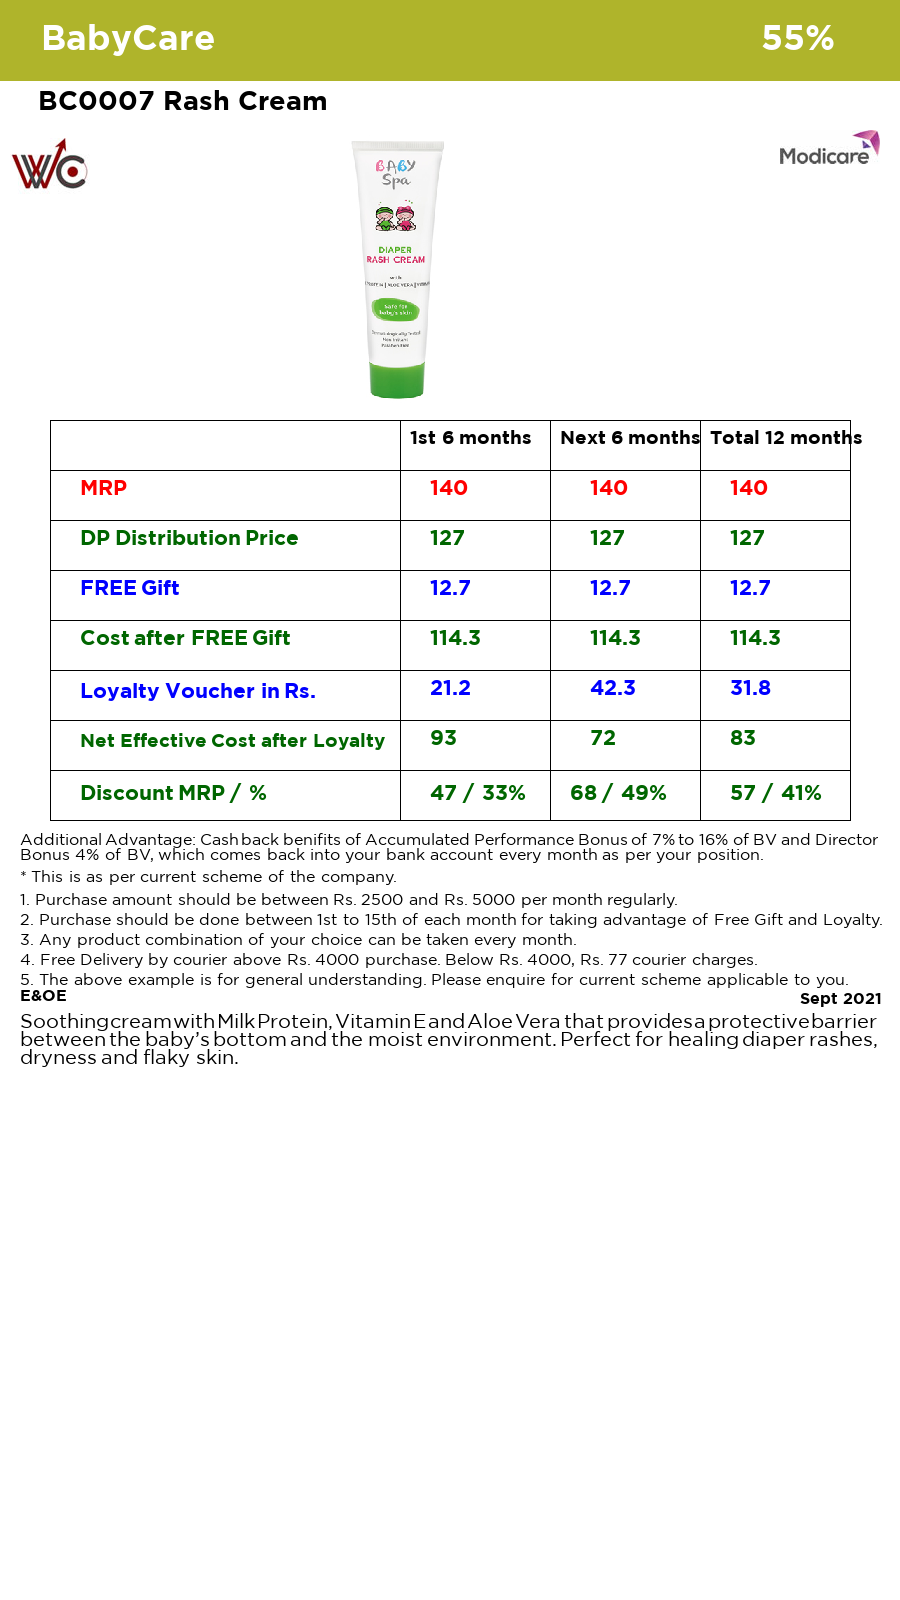 BabyCare 55%
BC0007 Rash Cream
WC
Modicare
BABY
Spa
DIAPER
RASH CREAM
with
ALOE VERA
safe for
baby's skin
Dermatologically Tested
Non Irritant
Paraben Free
1st 6 months Next 6 months Total 12 months
MRP 140 140 140
DP Distribution Price 127 127 127
FREE Gift 12.7 12.7 12.7
Cost after FREE Gift 114.3 114.3 114.3
Loyalty Voucher in Rs. 21.2 42.3 31.8
Net Effective Cost after Loyalty 93 72 83
Discount MRP / % 47 / 33% 68 / 49% 57 / 41%
Additional Advantage: Cash back benifits of Accumulated Performance Bonus of 7% to 16% of BV and Director
Bonus 4% of BV, which comes back into your bank account every month as per your position.
* This is as per current scheme of the company.
1. Purchase amount should be between Rs. 2500 and Rs. 5000 per month regularly.
2. Purchase should be done between 1st to 15th of each month for taking advantage of Free Gift and Loyalty.
3. Any product combination of your choice can be taken every month.
4. Free Delivery by courier above Rs. 4000 purchase. Below Rs. 4000, Rs. 77 courier charges.
5. The above example is for general understanding. Please enquire for current scheme applicable to you.
E&OE Sept 2021
Soothing cream with Milk Protein, Vitamin E and Aloe Vera that provides a protective barrier
between the baby's bottom and the moist environment. Perfect for healing diaper rashes,
dryness and flaky skin.